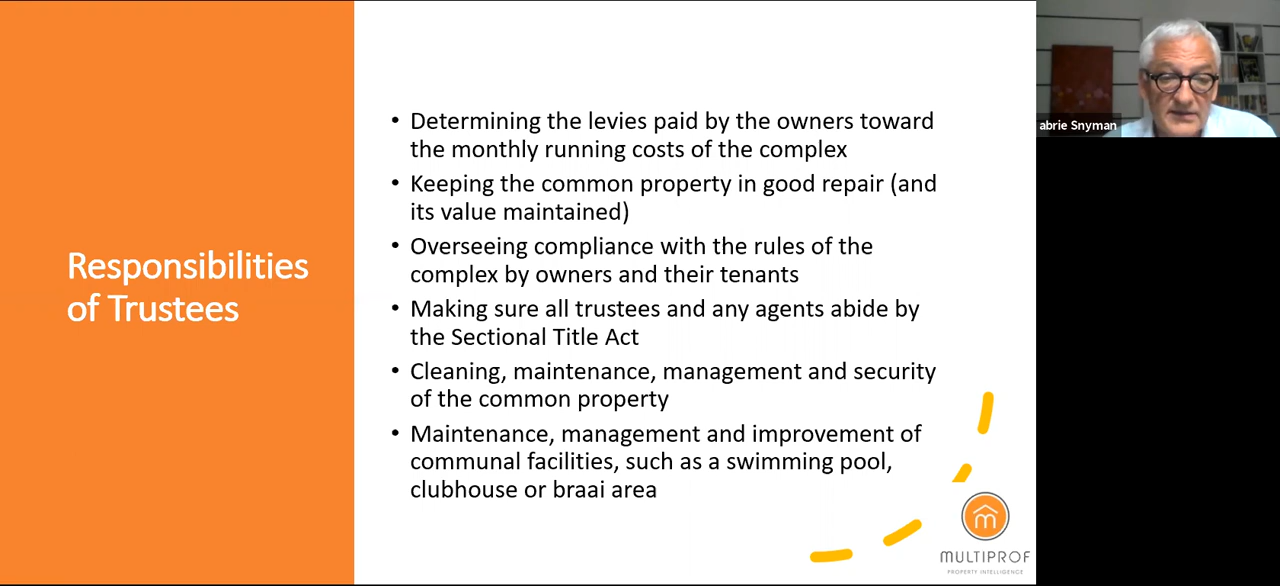 Responsibilities
of Trustees
• Determining the levies paid by the owners toward
the monthly running costs of the complex
• Keeping the common property in good repair (and
its value maintained)
• Overseeing compliance with the rules of the
complex by owners and their tenants
• Making sure all trustees and any agents abide by
the Sectional Title Act
• Cleaning, maintenance, management and security
of the common property
• Maintenance, management and improvement of
communal facilities, such as a swimming pool,
clubhouse or braai area
MULTIPROF
PROPERTY INTELLIGENCE
abrie Snyman